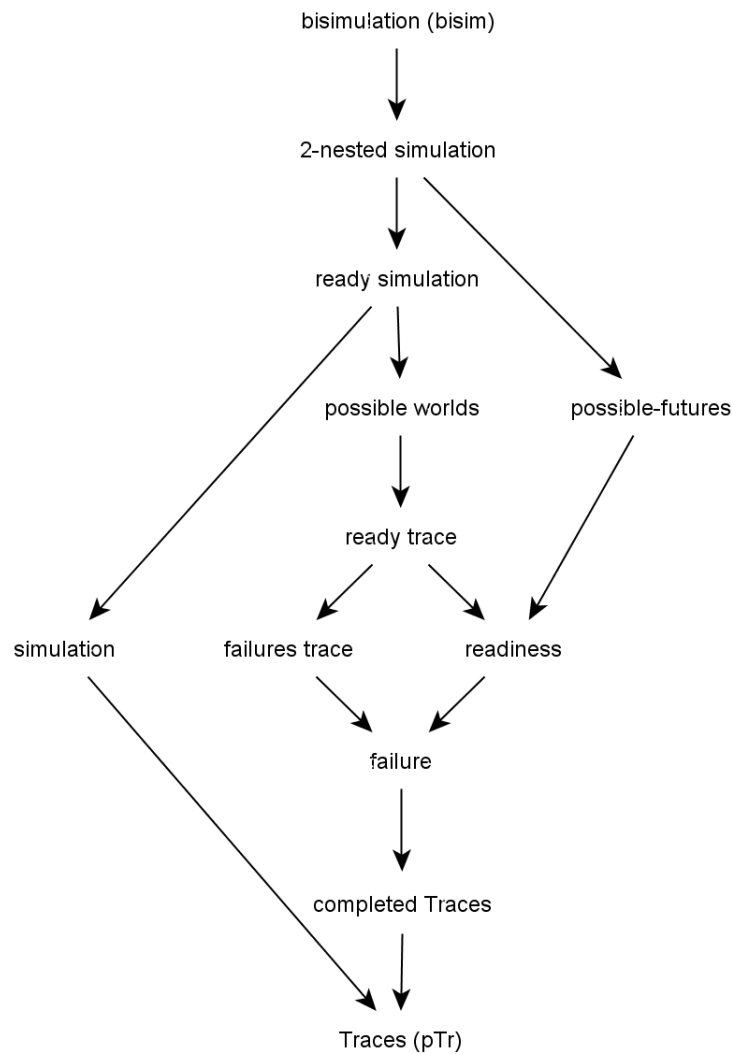 bisimulation (bisim)
2-nested simulation
ready simulation
possible worlds
possible-futures
ready trace
simulation
failures trace
readiness
failure
completed Traces
Traces (pTr)